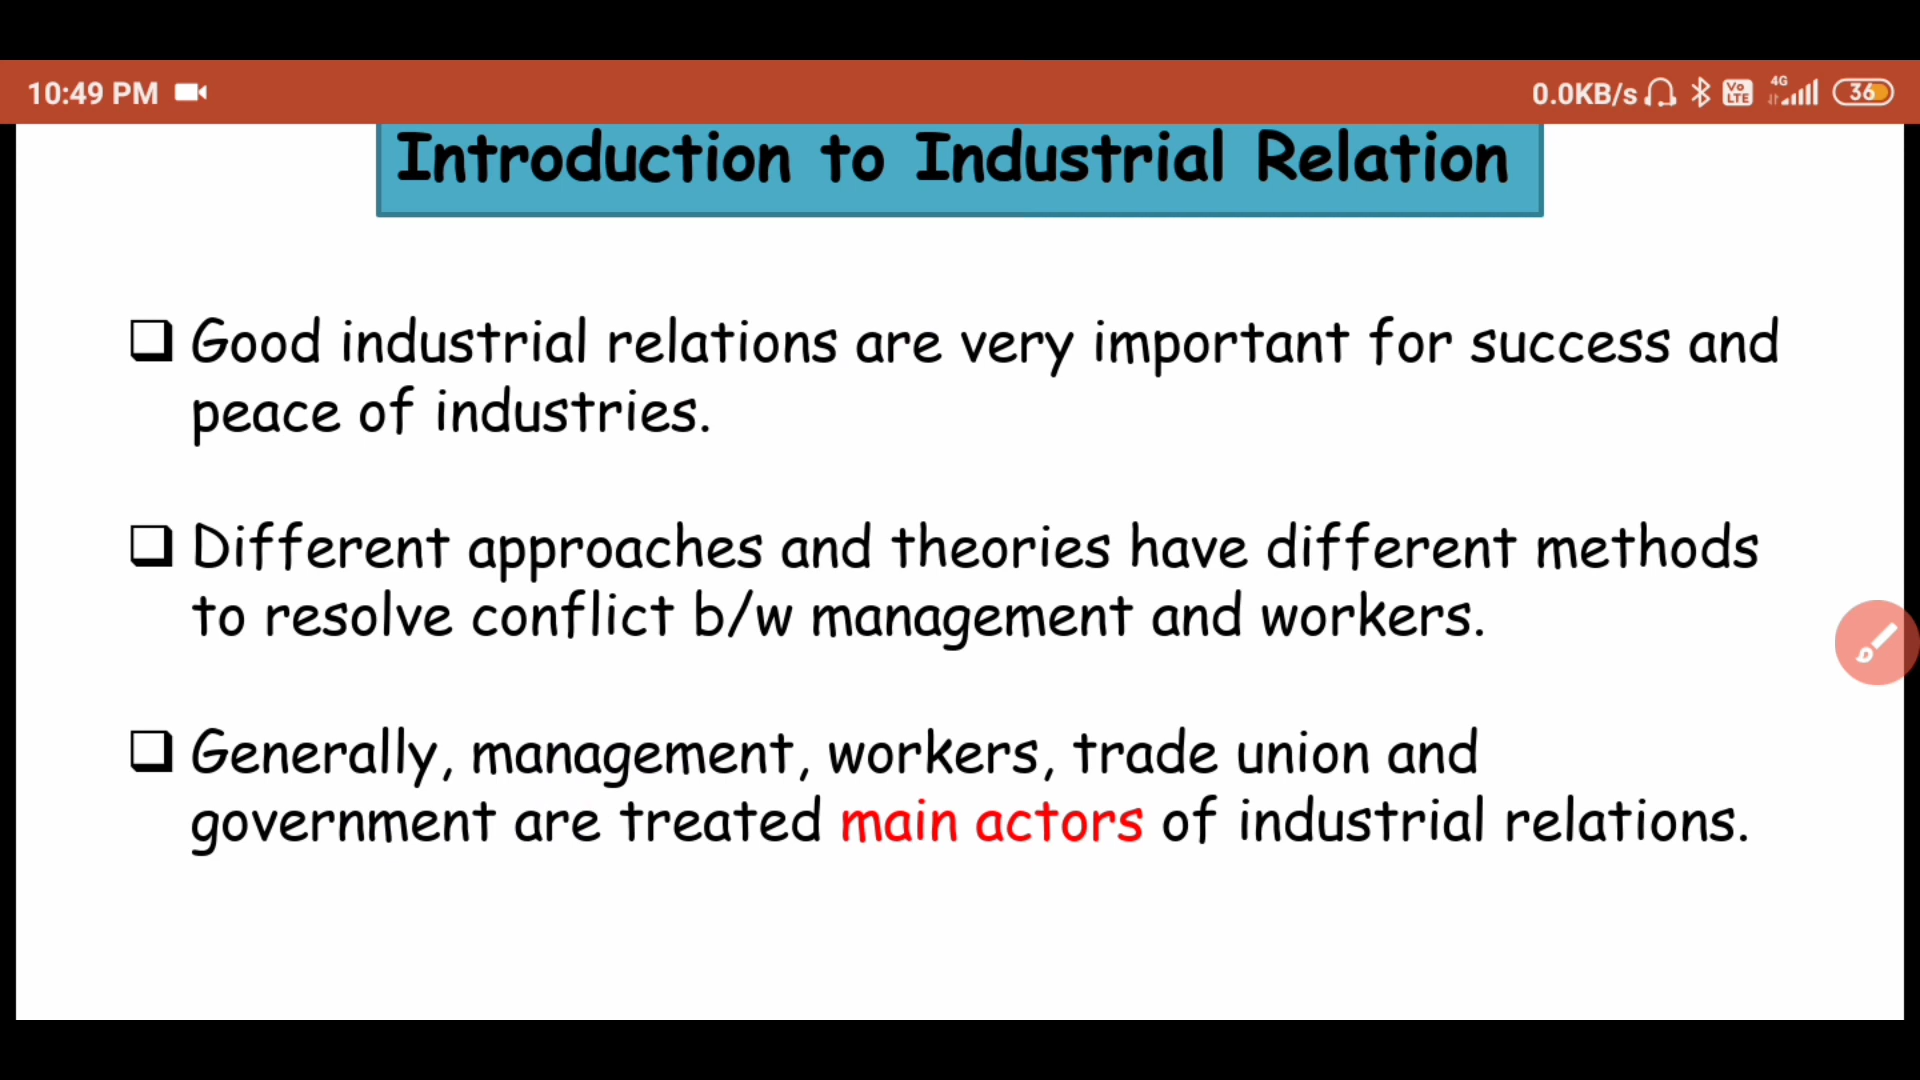 10:49 PM
0.0KB/s Vo LTE 4G 36
Introduction to Industrial Relation
Good industrial relations are very important for success and
peace of industries.
Different approaches and theories have different methods
to resolve conflict b/w management and workers.
Generally, management, workers, trade union and
government are treated main actors of industrial relations.